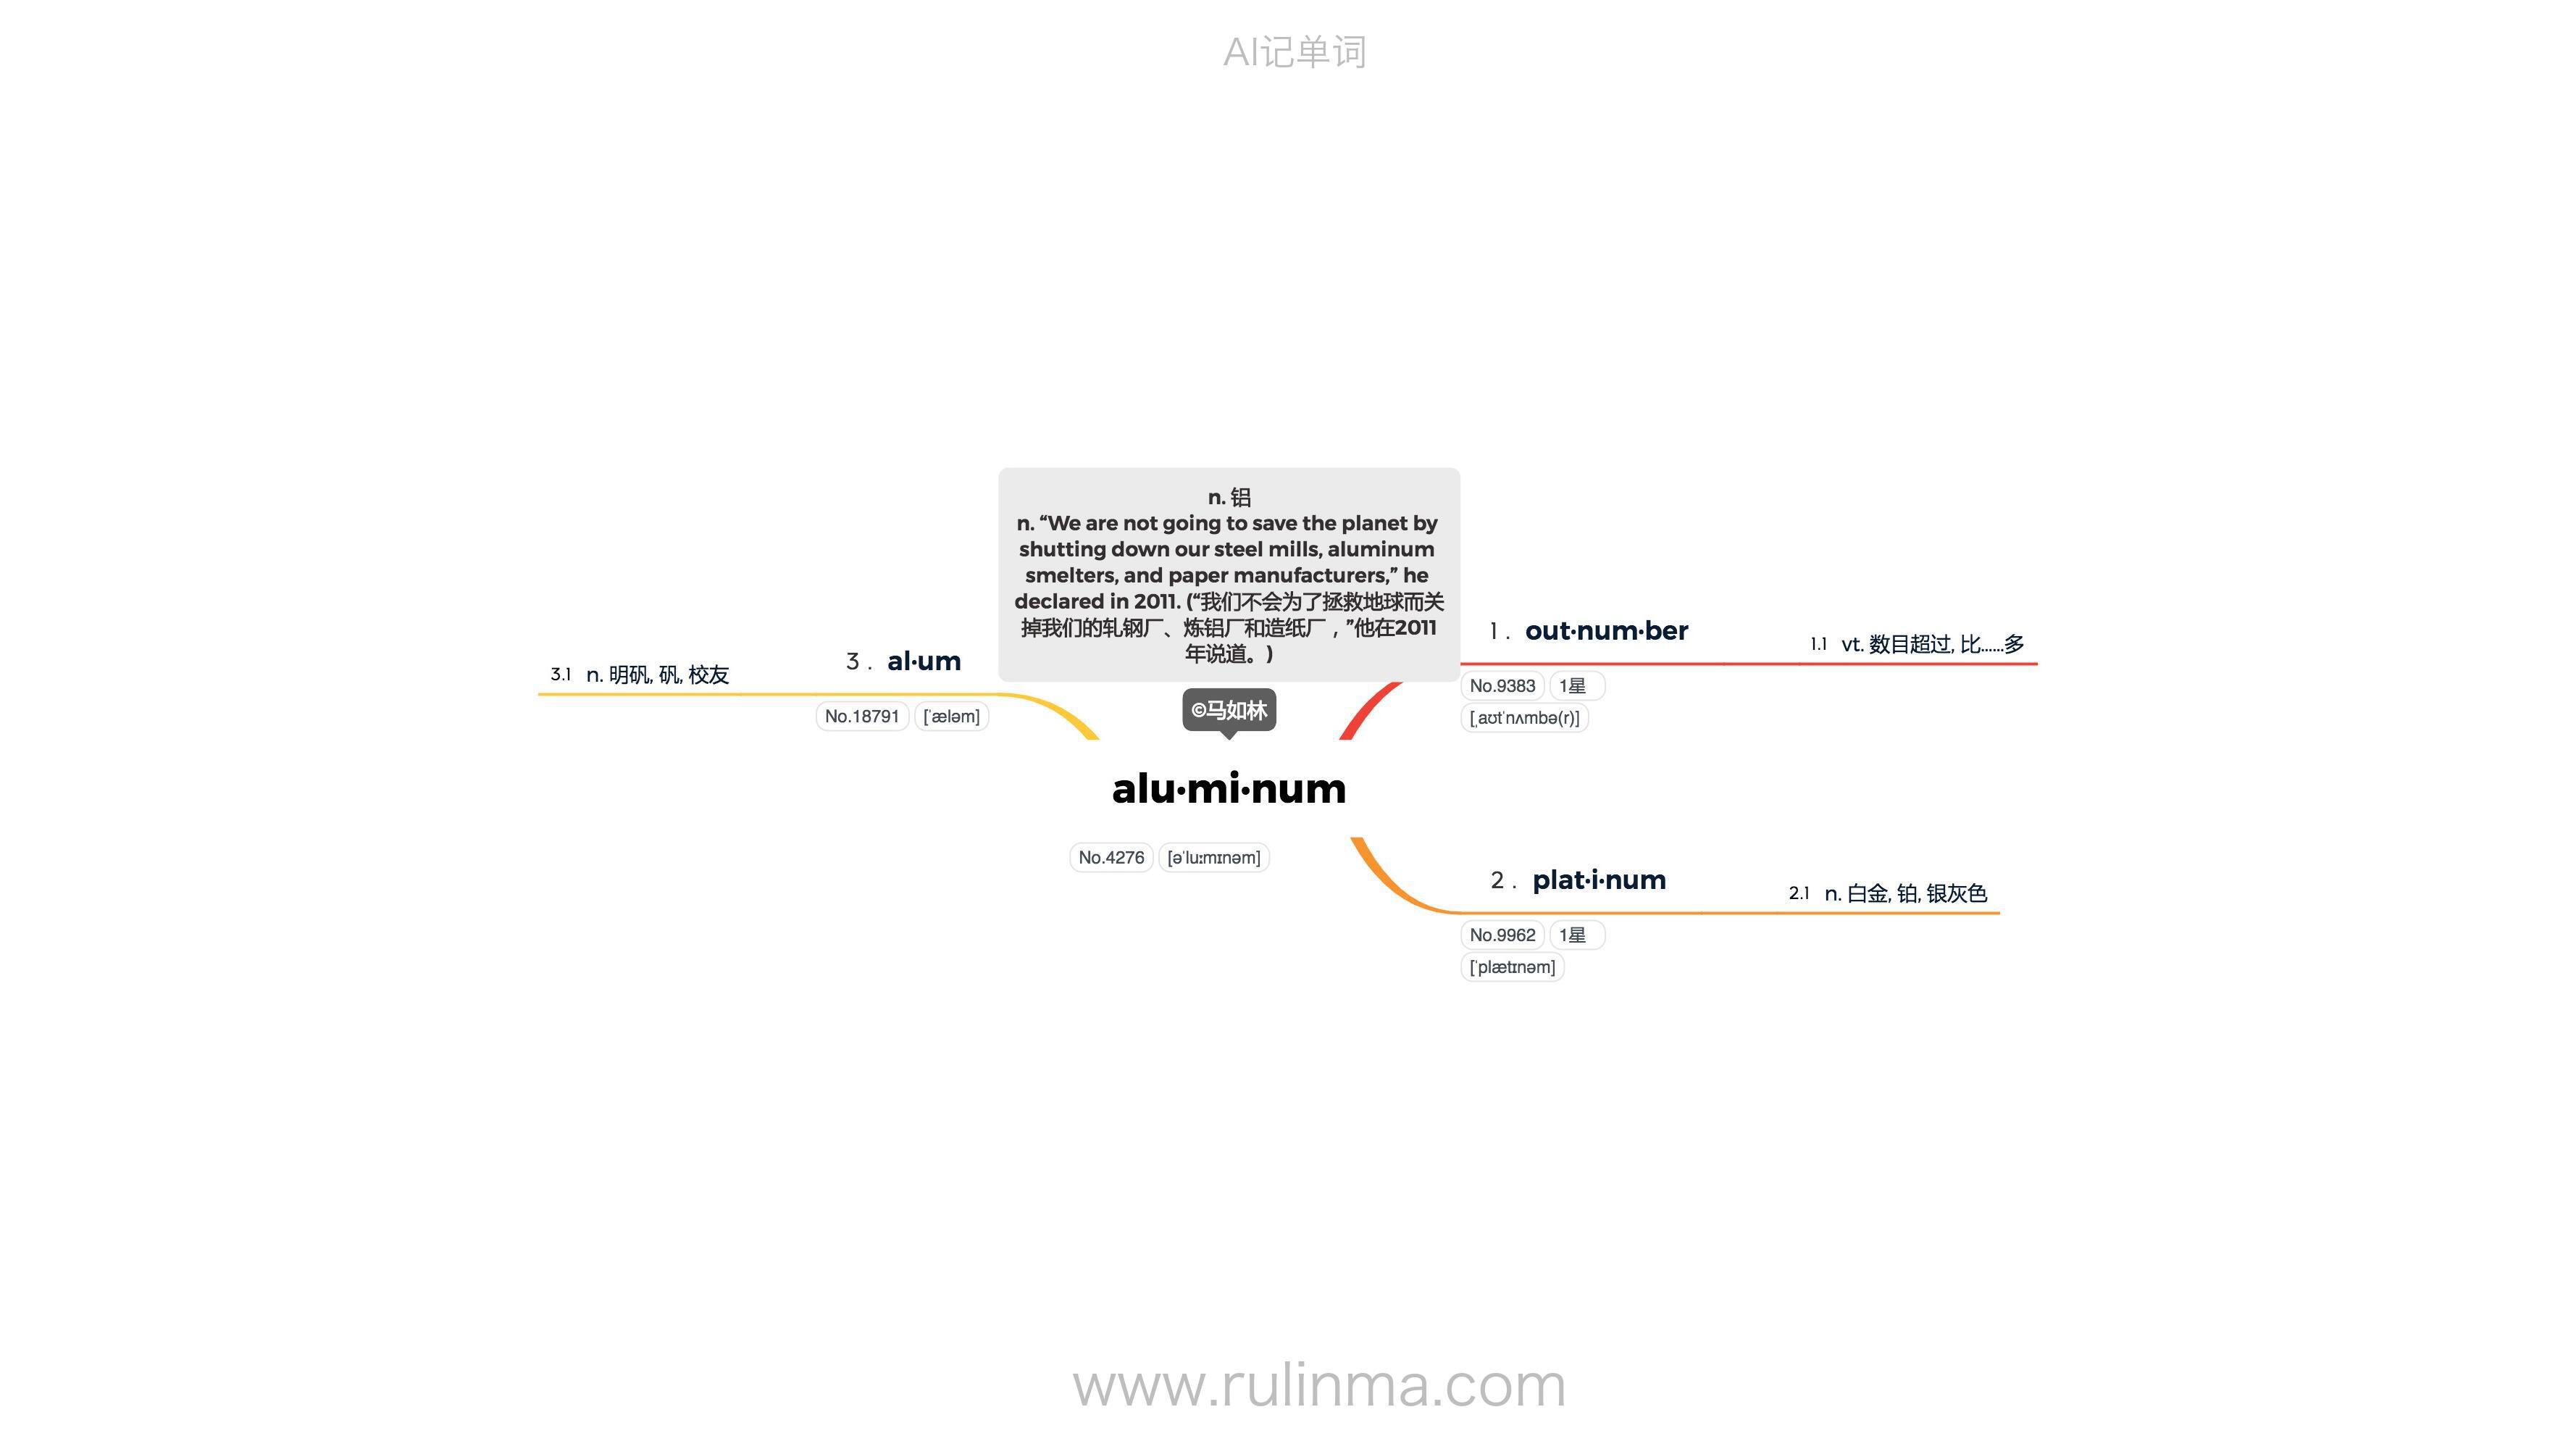 AI记单词
n. 铝
n. “We are not going to save the planet by
shutting down our steel mills, aluminum
smelters, and paper manufacturers,” he
declared in 2011. (“我们不会为了拯救地球而关
掉我们的轧钢厂、炼铝厂和造纸厂，”他在2011
年说道。)
©马如林
alu·mi·num
No.4276 [əˈluːmɪnəm]
1. out·num·ber
1.1 vt. 数目超过, 比......多
No.9383 1星
[ˌaʊtˈnʌmbə(r)]
2. plat·i·num
2.1 n. 白金, 铂, 银灰色
No.9962 1星
[ˈplætɪnəm]
3. al·um
3.1 n. 明矾, 矾, 校友
No.18791 [ˈæləm]
www.rulinma.com